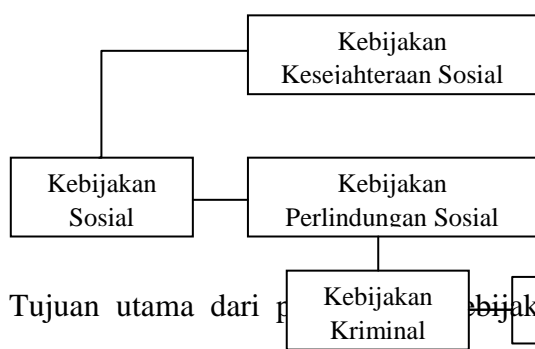 Kebijakan
Kesejahteraan Sosial
Kebijakan
Sosial
Kebijakan
Perlindungan Sosial
Tujuan utama dari
Kebijakan
Kriminal